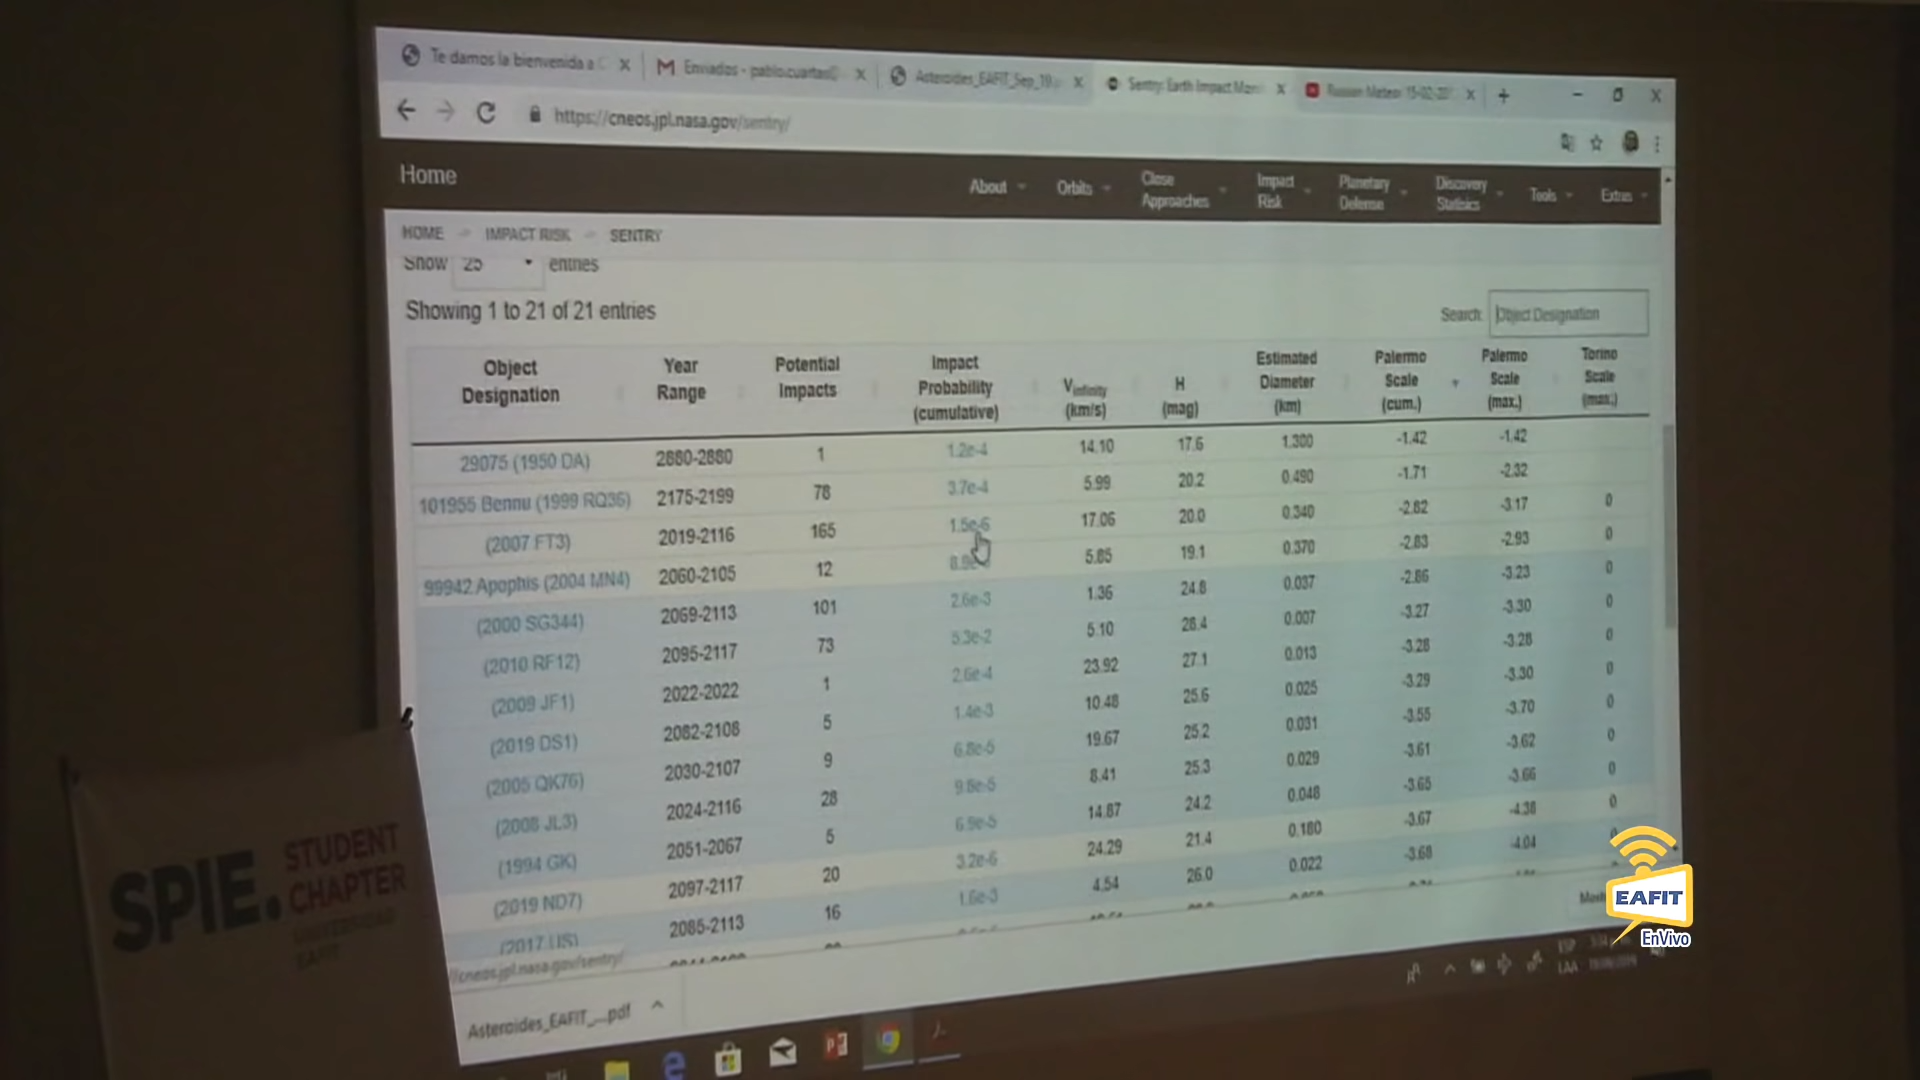 Te damos la bienvenida a C
Enviados - pablo.cuartas@
Asteroides_EAFIT_Sep_19
Sentry: Earth Impact Moni
Russian Meteor 15-02-20
https://cneos.jpl.nasa.gov/sentry/
Home About Orbits Close Approaches Impact Risk Planetary Defense Discovery Statistics Tools Extras
HOME IMPACT RISK SENTRY
Show 25 entries
Showing 1 to 21 of 21 entries
Search: Object Designation
Object Designation Year Range Potential Impacts Impact Probability (cumulative) Vinfinity (km/s) H (mag) Estimated Diameter (km) Palermo Scale (cum.) Palermo Scale (max.) Torino Scale (max.)
29075 (1950 DA) 2880-2880 1 1.2e-4 14.10 17.6 1.300 -1.42 -1.42
101955 Bennu (1999 RQ36) 2175-2199 78 3.7e-4 5.99 20.2 0.490 -1.71 -2.32
(2007 FT3) 2019-2116 165 1.5e-6 17.06 20.0 0.340 -2.82 -3.17 0
99942 Apophis (2004 MN4) 2060-2105 12 5.85 19.1 0.370 -2.83 -2.93 0
(2000 SG344) 2069-2113 101 2.6e-3 1.36 24.8 0.037 -2.86 -3.23 0
(2010 RF12) 2095-2117 73 5.3e-2 5.10 28.4 0.007 -3.27 -3.30 0
(2009 JF1) 2022-2022 1 2.6e-4 23.92 27.1 0.013 -3.28 -3.28 0
(2019 DS1) 2082-2108 5 1.4e-3 10.48 25.6 0.025 -3.29 -3.30 0
(2005 QK76) 2030-2107 9 6.8e-5 19.67 25.2 0.031 -3.55 -3.70 0
(2008 JL3) 2024-2116 28 9.8e-5 8.41 25.3 0.029 -3.61 -3.62 0
(1994 GK) 2051-2067 5 6.9e-5 14.87 24.2 0.048 -3.65 -3.66 0
(2019 ND7) 2097-2117 20 3.2e-6 24.29 21.4 0.180 -3.67 -4.38 0
2085-2113 16 1.6e-3 4.54 26.0 0.022 -3.68 -4.04
//cneos.jpl.nasa.gov/sentry/
Asteroides_EAFIT_....pdf
ESP
LAA
SPIE. STUDENT
CHAPTER
UNIVERSIDAD
EAFIT
EAFIT
EnVivo